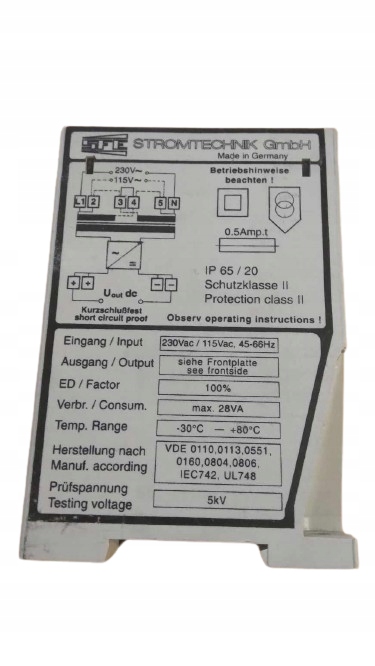 SFE STROMTECHNIK GmbH
Made in Germany
230V~
115V~
L1 2 3 4 5 N
~
=
+ + − −
Uout dc
Kurzschlußfest
short circuit proof
Betriebshinweise
beachten !
0.5Amp.t
IP 65 / 20
Schutzklasse II
Protection class II
Observ operating instructions !
Eingang / Input 230Vac / 115Vac, 45-66Hz
Ausgang / Output siehe Frontplatte
see frontside
ED / Factor 100%
Verbr. / Consum. max. 28VA
Temp. Range -30°C — +80°C
Herstellung nach VDE 0110,0113,0551,
Manuf. according 0160,0804,0806,
IEC742, UL748
Prüfspannung
Testing voltage 5kV